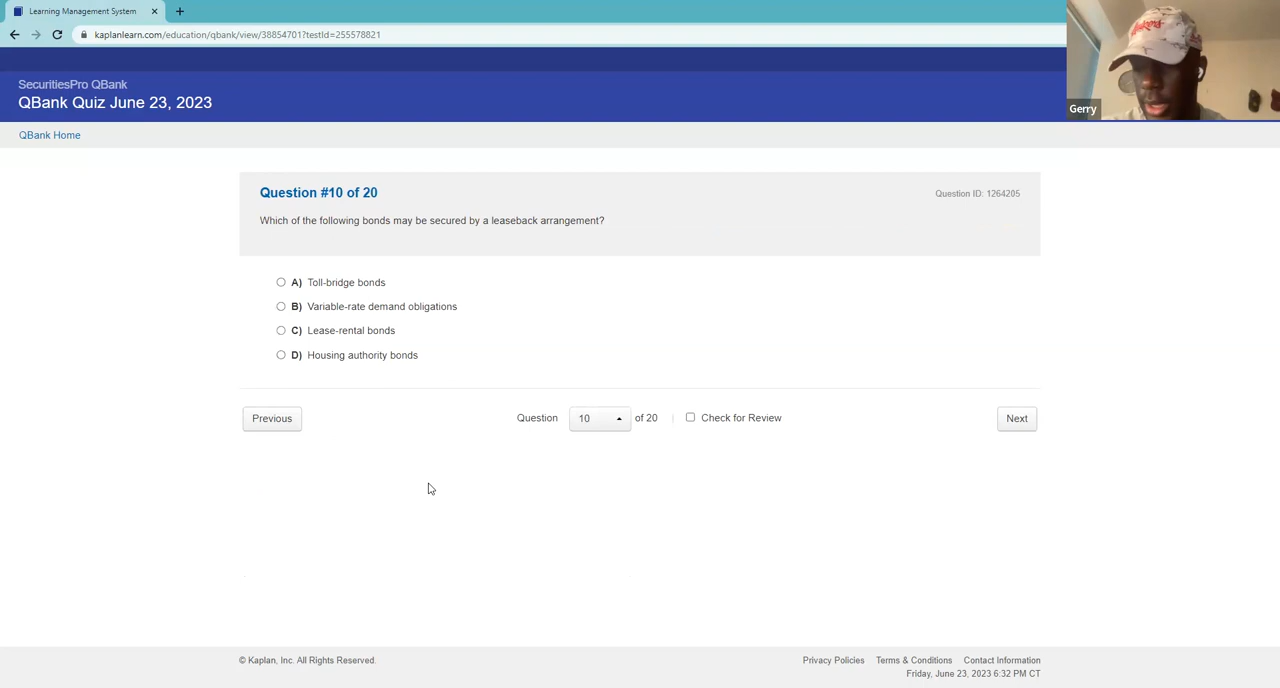 Learning Management System
kaplanlearn.com/education/qbank/view/38854701?testId=255578821
SecuritiesPro QBank
QBank Quiz June 23, 2023
Gerry
QBank Home
Question #10 of 20
Question ID: 1264205
Which of the following bonds may be secured by a leaseback arrangement?
A) Toll-bridge bonds
B) Variable-rate demand obligations
C) Lease-rental bonds
D) Housing authority bonds
Previous
Question 10 of 20 | Check for Review
Next
© Kaplan, Inc. All Rights Reserved.
Privacy Policies Terms & Conditions Contact Information
Friday, June 23, 2023 6:32 PM CT